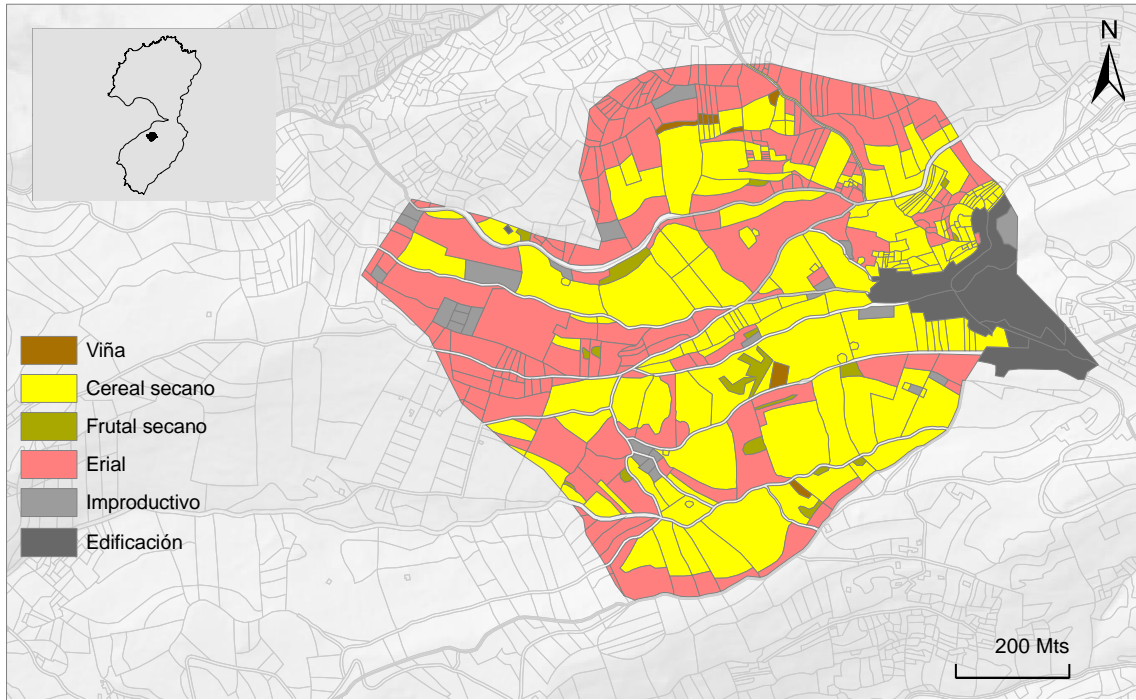 N
Viña
Cereal secano
Frutal secano
Erial
Improductivo
Edificación
200 Mts